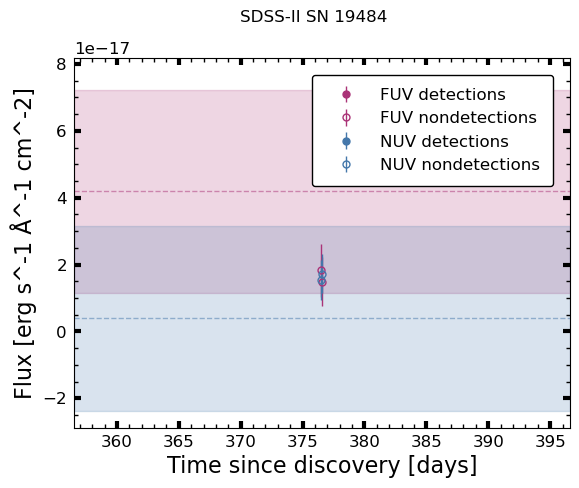 SDSS-II SN 19484
1e−17
8
6
4
2
0
−2
Flux [erg s^-1 Å^-1 cm^-2]
FUV detections
FUV nondetections
NUV detections
NUV nondetections
360 365 370 375 380 385 390 395
Time since discovery [days]